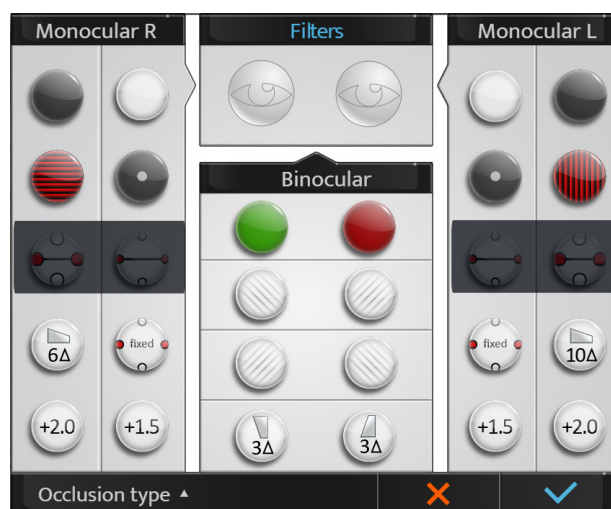 Monocular R
Filters
Monocular L
Binocular
6Δ
fixed
fixed
10Δ
+2.0
+1.5
3Δ
3Δ
+1.5
+2.0
Occlusion type